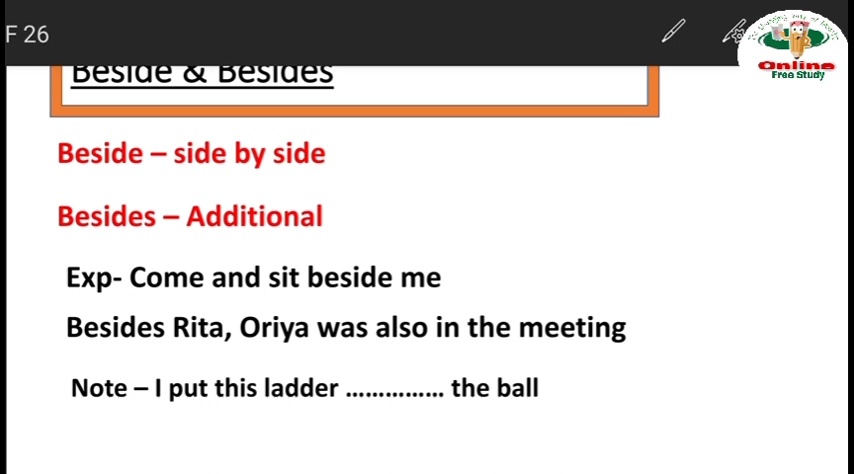 F 26
Online
Free Study
Beside & Besides
Beside – side by side
Besides – Additional
Exp- Come and sit beside me
Besides Rita, Oriya was also in the meeting
Note – I put this ladder .............. the ball